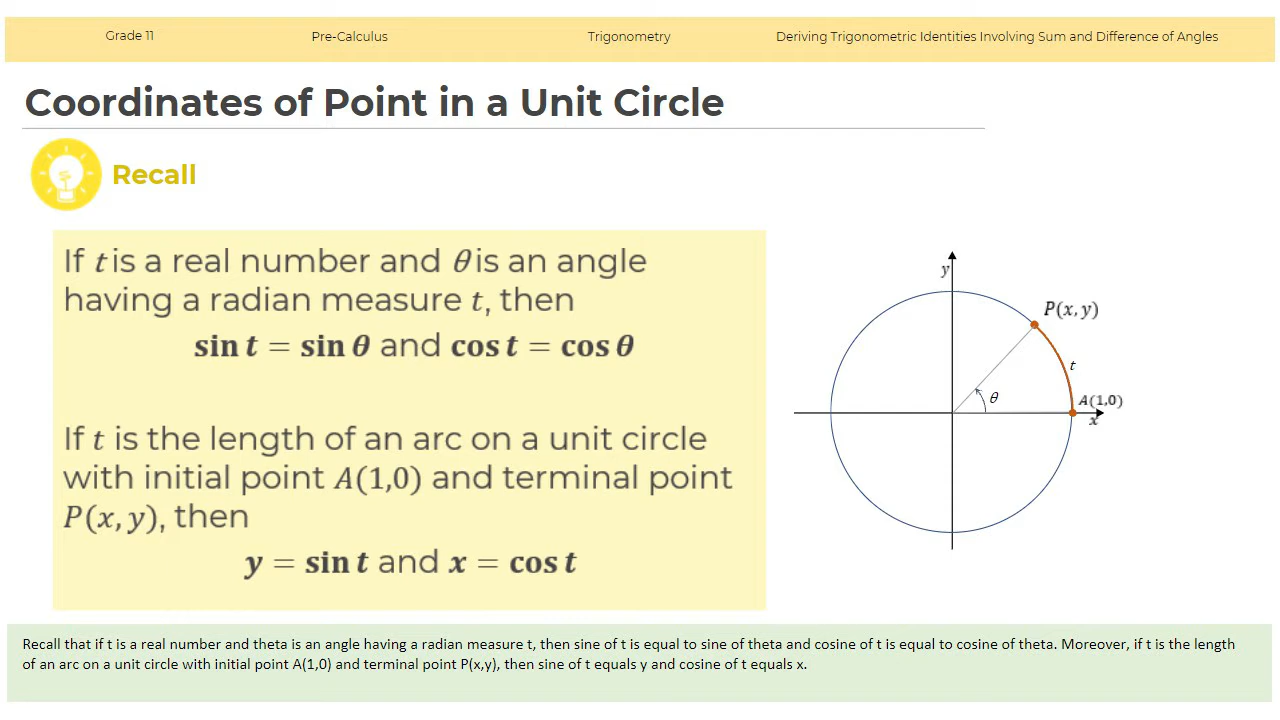 Grade 11 Pre-Calculus Trigonometry Deriving Trigonometric Identities Involving Sum and Difference of Angles
Coordinates of Point in a Unit Circle
Recall
If t is a real number and θ is an angle
having a radian measure t, then
sin t = sin θ and cos t = cos θ
If t is the length of an arc on a unit circle
with initial point A(1,0) and terminal point
P(x, y), then
y = sin t and x = cos t
y
P(x, y)
t
θ
A(1,0)
x
Recall that if t is a real number and theta is an angle having a radian measure t, then sine of t is equal to sine of theta and cosine of t is equal to cosine of theta. Moreover, if t is the length
of an arc on a unit circle with initial point A(1,0) and terminal point P(x,y), then sine of t equals y and cosine of t equals x.